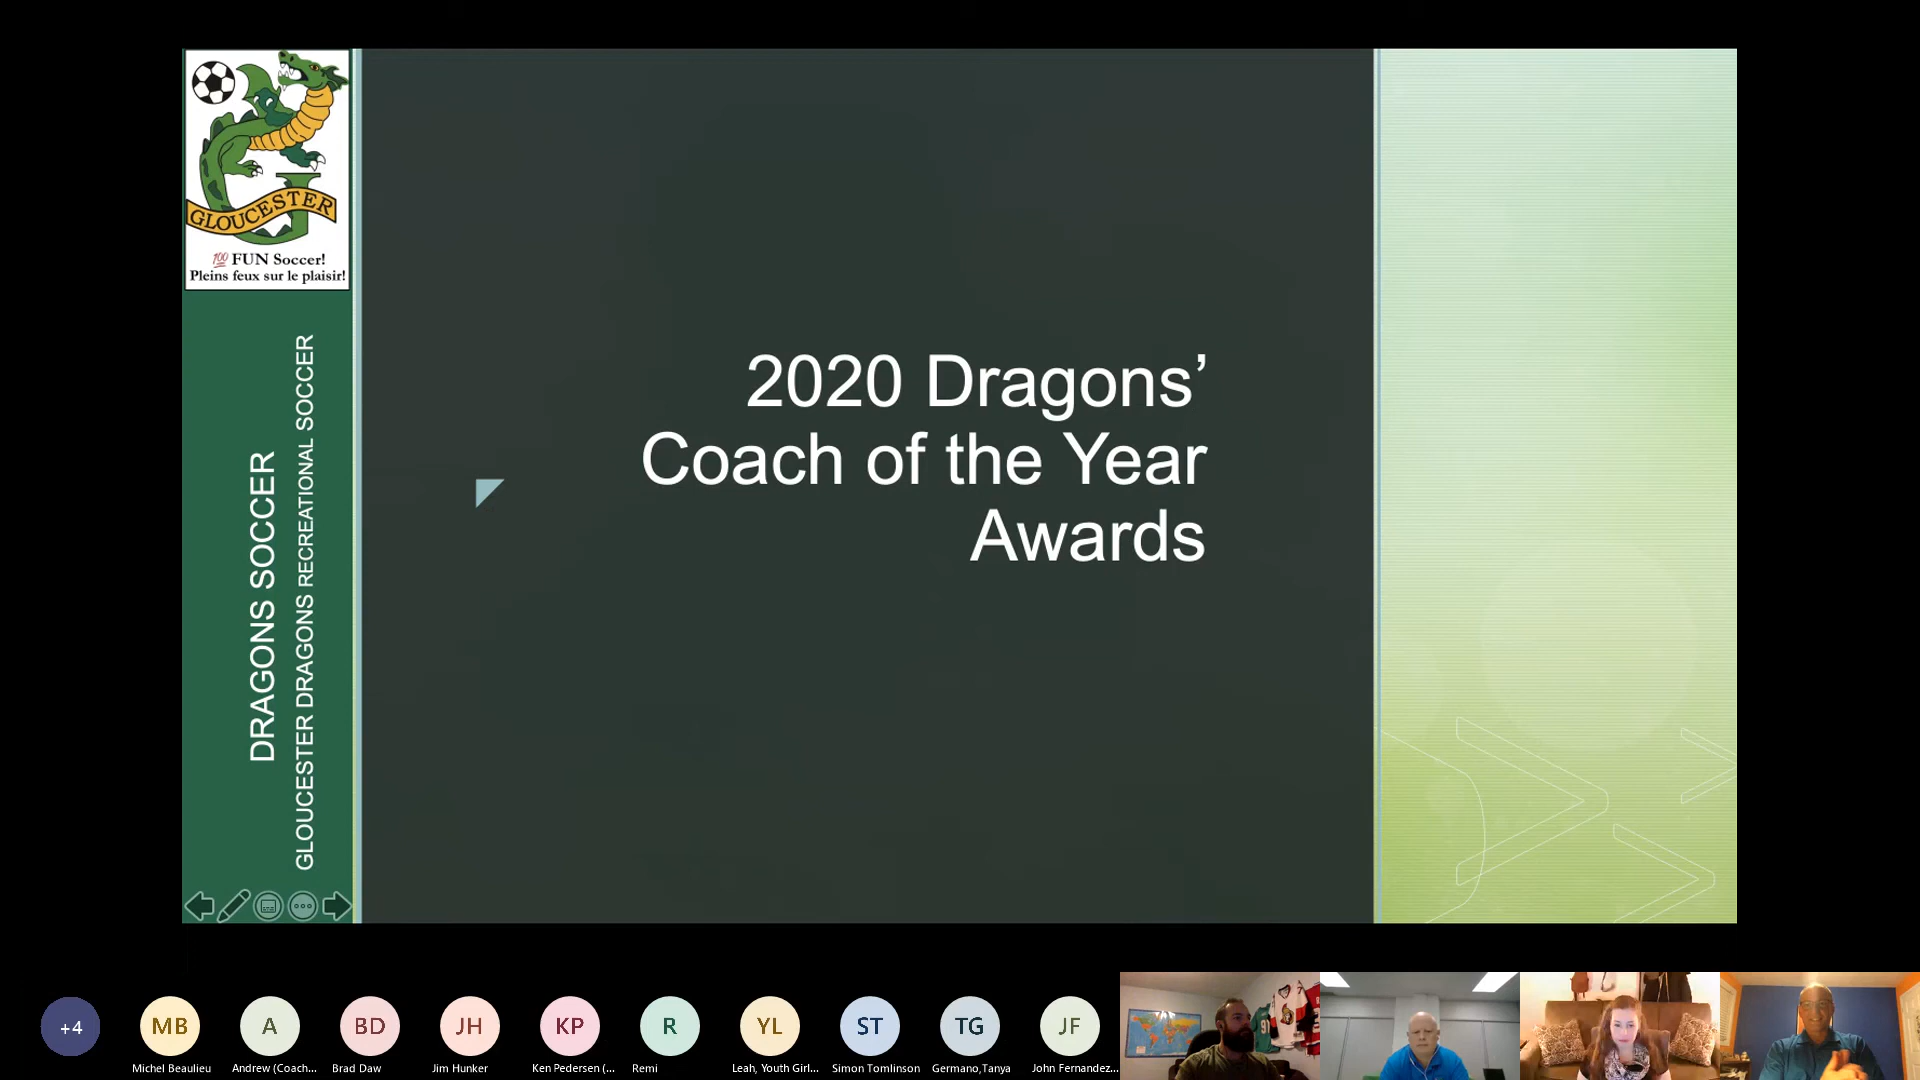 GLOUCESTER
💯 FUN Soccer!
Pleins feux sur le plaisir!
DRAGONS SOCCER
GLOUCESTER DRAGONS RECREATIONAL SOCCER
2020 Dragons’
Coach of the Year
Awards
+4
MB
A
BD
JH
KP
R
YL
ST
TG
JF
Michel Beaulieu
Andrew (Coach...
Brad Daw
Jim Hunker
Ken Pedersen (...
Remi
Leah, Youth Girl...
Simon Tomlinson
Germano,Tanya
John Fernandez...
91